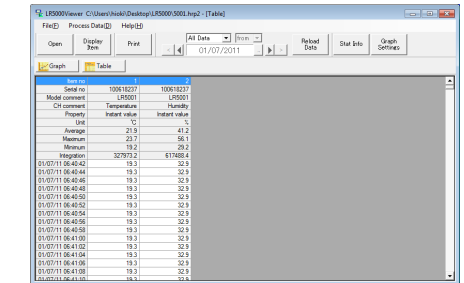 LR5000Viewer C:\Users\hioki\Desktop\LR5000\5001.hrp2 - [Table]
File(F) Process Data(D) Help(H)
Open Display Item Print All Data from 01/07/2011 Reload Data Stat Info Graph Settings
Graph Table
Item no 1 2
Serial no 100618237 100618237
Model comment LR5001 LR5001
CH comment Temperature Humidity
Property Instant value Instant value
Unit °C %
Average 21.9 41.2
Maximum 23.7 56.1
Minimum 19.2 29.2
Integration 327973.2 617488.4
01/07/11 06:40:42 19.3 32.9
01/07/11 06:40:44 19.3 32.9
01/07/11 06:40:46 19.3 32.9
01/07/11 06:40:48 19.3 32.9
01/07/11 06:40:50 19.3 32.9
01/07/11 06:40:52 19.3 32.9
01/07/11 06:40:54 19.3 32.9
01/07/11 06:40:56 19.3 32.9
01/07/11 06:40:58 19.3 32.9
01/07/11 06:41:00 19.3 32.9
01/07/11 06:41:02 19.3 32.9
01/07/11 06:41:04 19.3 32.9
01/07/11 06:41:06 19.3 32.9
01/07/11 06:41:08 19.3 32.9
01/07/11 06:41:10 19.3 32.9